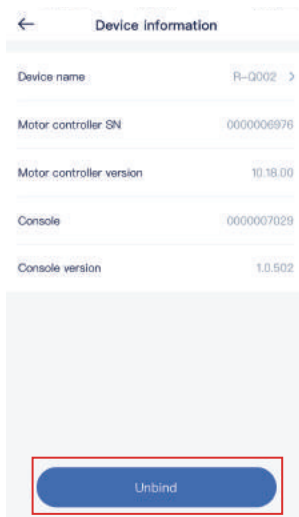 Device information
Device name R-Q002
Motor controller SN 0000006976
Motor controller version 10.18.00
Console 0000007029
Console version 1.0.502
Unbind